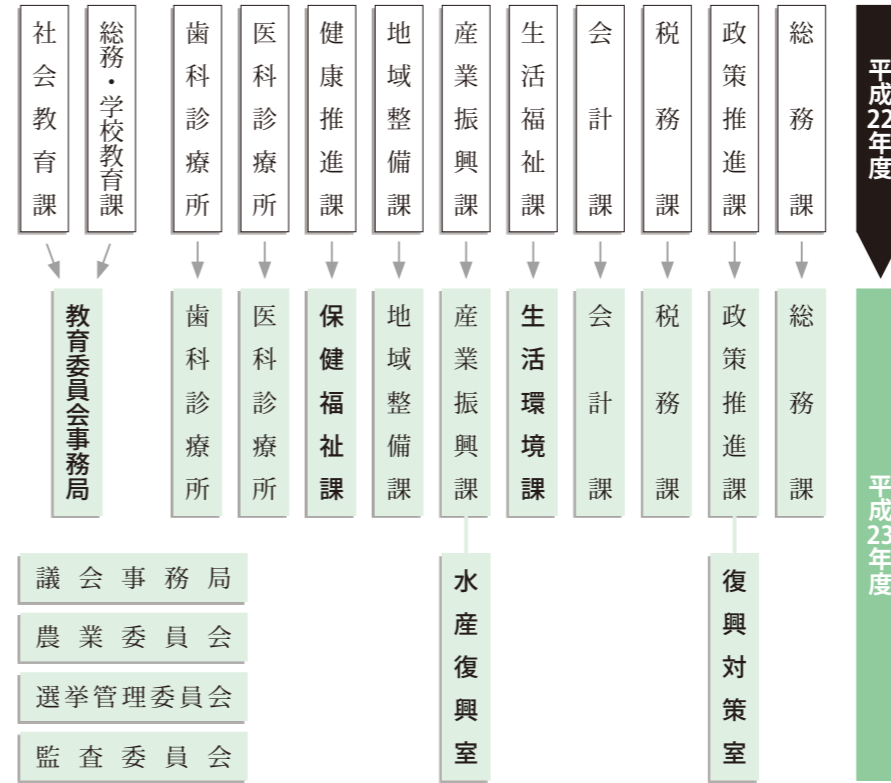 平成22年度
総務課
政策推進課
税務課
会計課
生活福祉課
産業振興課
地域整備課
健康推進課
医科診療所
歯科診療所
総務・学校教育課
社会教育課
平成23年度
総務課
政策推進課
税務課
会計課
生活環境課
産業振興課
地域整備課
保健福祉課
医科診療所
歯科診療所
教育委員会事務局
復興対策室
水産復興室
議会事務局
農業委員会
選挙管理委員会
監査委員会